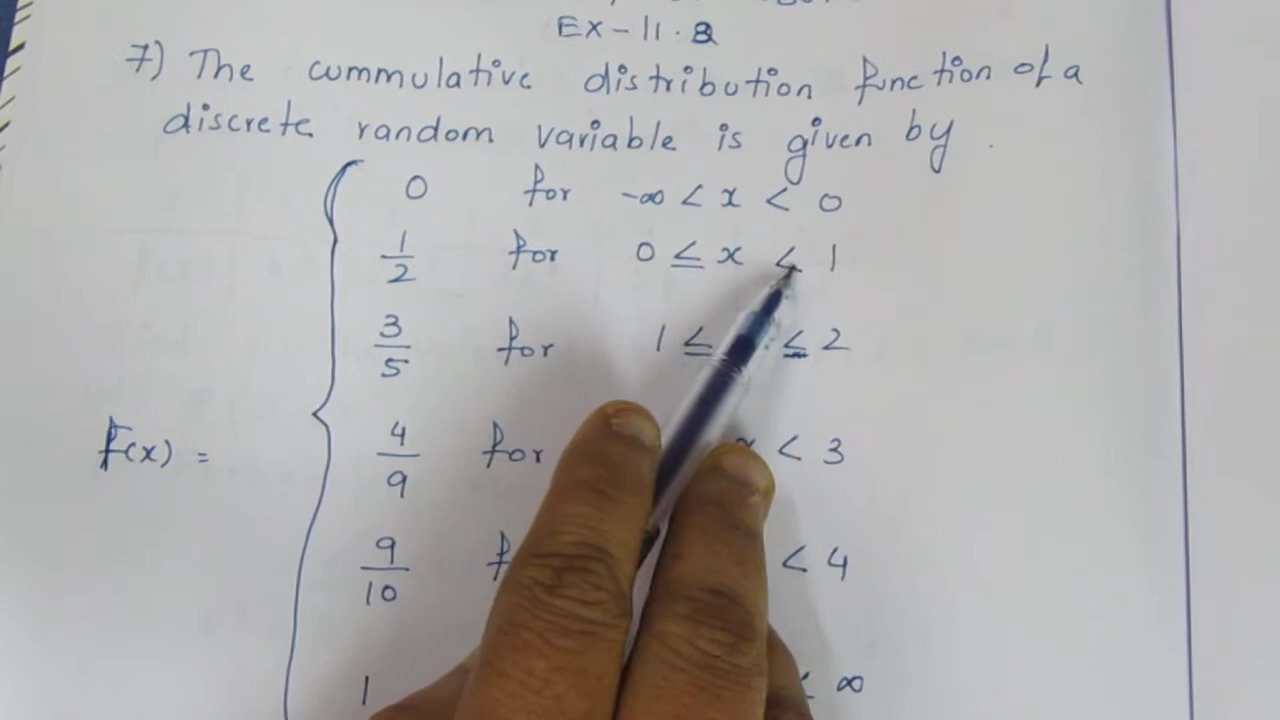 EX-11.2
7) The cummulative distribution function of a
discrete random variable is given by.
0 for -∞ < x < 0
1/2 for 0 ≤ x < 1
3/5 for 1 ≤ ≤ 2
4/9 for x < 3
F(x) =
9/10 f < 4
1 ∞